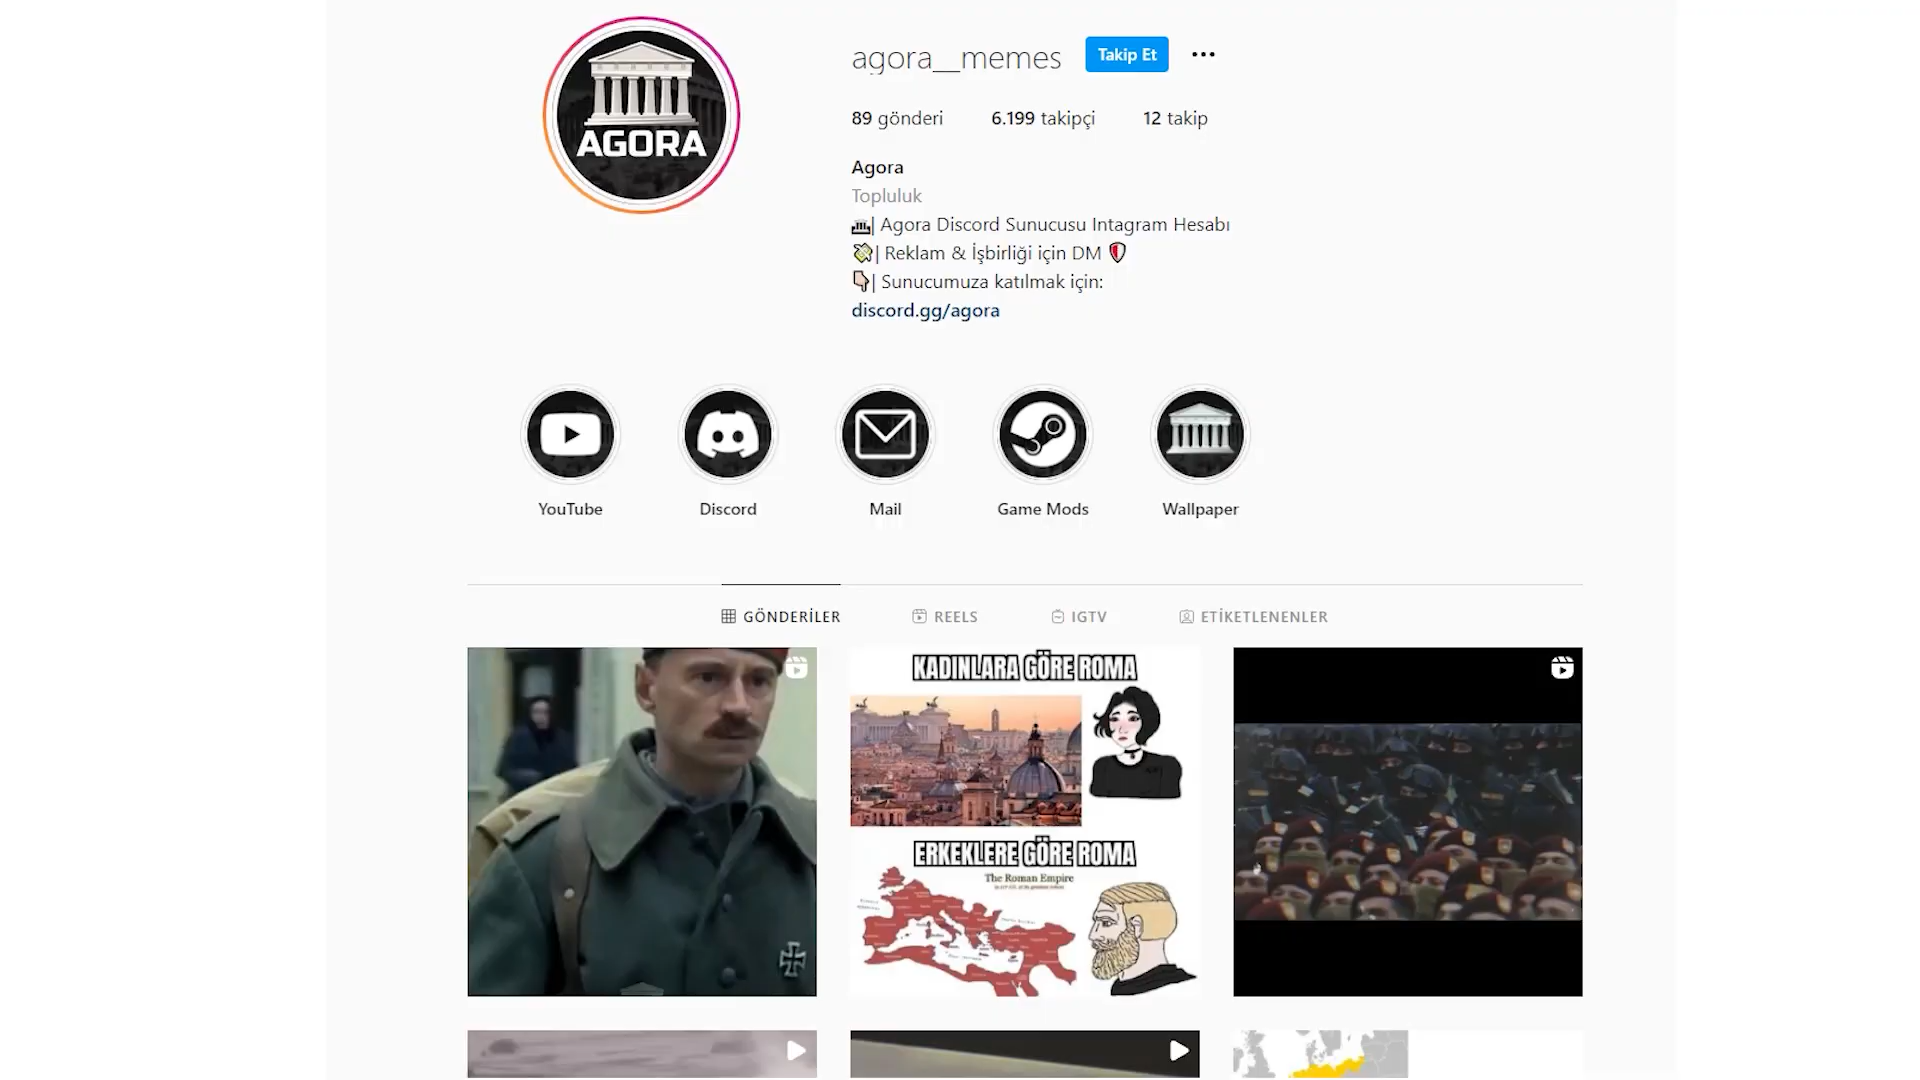 AGORA
agora__memes
Takip Et
89 gönderi
6.199 takipçi
12 takip
Agora
Topluluk
| Agora Discord Sunucusu Intagram Hesabı
| Reklam & İşbirliği için DM
| Sunucumuza katılmak için:
discord.gg/agora
YouTube
Discord
Mail
Game Mods
Wallpaper
GÖNDERİLER
REELS
IGTV
ETİKETLENENLER
KADINLARA GÖRE ROMA
ERKEKLERE GÖRE ROMA
The Roman Empire